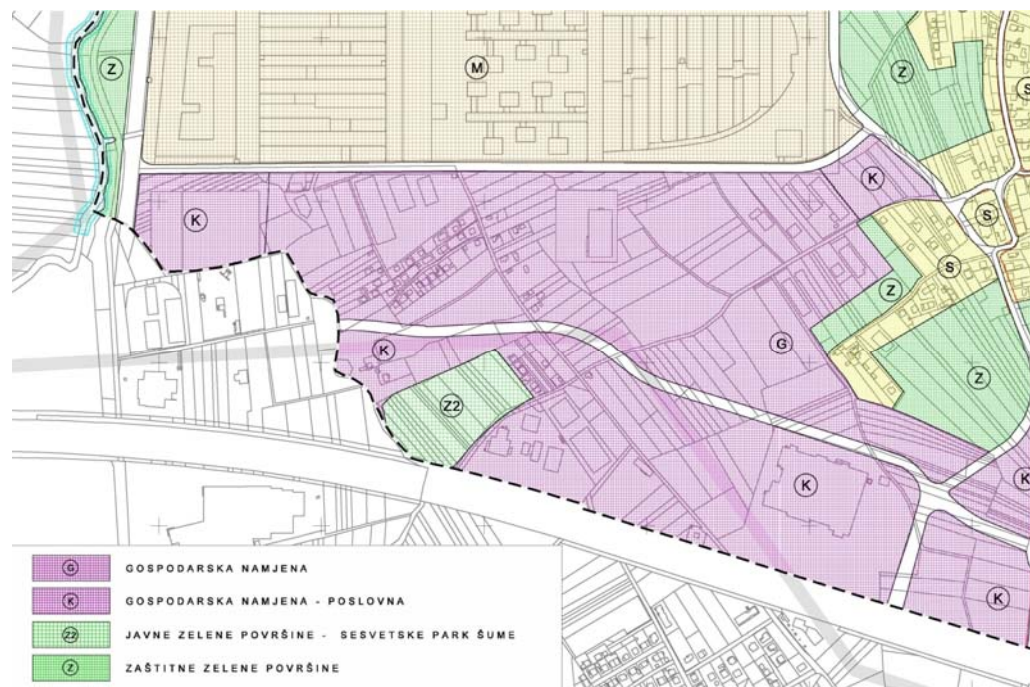 Z
M
Z
S
K
K
S
S
Z
G
K
Z
Z2
K
K
K
G GOSPODARSKA NAMJENA
K GOSPODARSKA NAMJENA - POSLOVNA
Z2 JAVNE ZELENE POVRŠINE - SESVETSKE PARK ŠUME
Z ZAŠTITNE ZELENE POVRŠINE